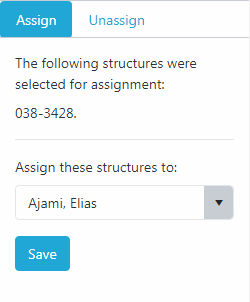 Assign Unassign
The following structures were
selected for assignment:
038-3428.
Assign these structures to:
Ajami, Elias
Save